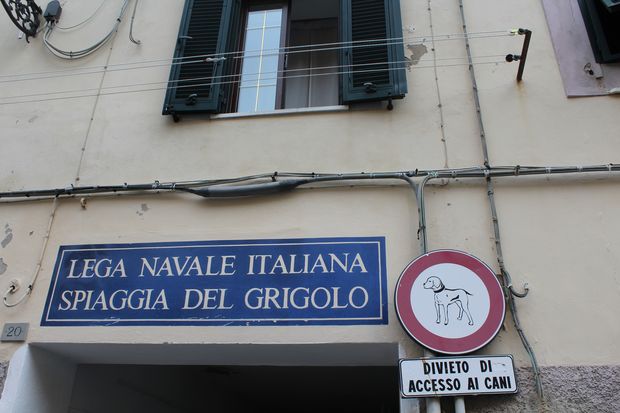 LEGA NAVALE ITALIANA
SPIAGGIA DEL GRIGOLO
20
DIVIETO DI
ACCESSO AI CANI